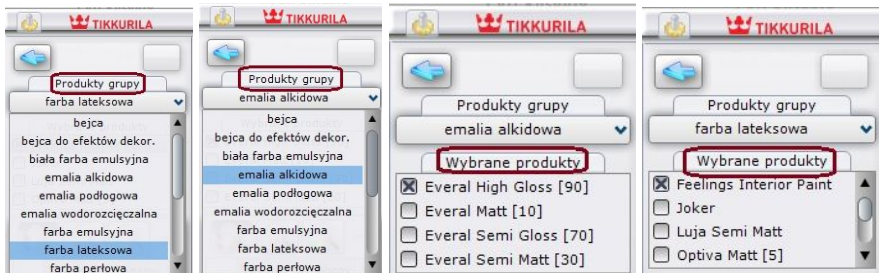 TIKKURILA
Produkty grupy
farba lateksowa
bejca
bejca do efektów dekor.
biała farba emulsyjna
emalia alkidowa
emalia podłogowa
emalia wodorozcięczalna
farba emulsyjna
farba lateksowa
farba perłowa
TIKKURILA
Produkty grupy
emalia alkidowa
bejca
bejca do efektów dekor.
biała farba emulsyjna
emalia alkidowa
emalia podłogowa
emalia wodorozcięczalna
farba emulsyjna
farba lateksowa
farba perłowa
TIKKURILA
Produkty grupy
emalia alkidowa
Wybrane produkty
Everal High Gloss [90]
Everal Matt [10]
Everal Semi Gloss [70]
Everal Semi Matt [30]
TIKKURILA
Produkty grupy
farba lateksowa
Wybrane produkty
Feelings Interior Paint
Joker
Luja Semi Matt
Optiva Matt [5]